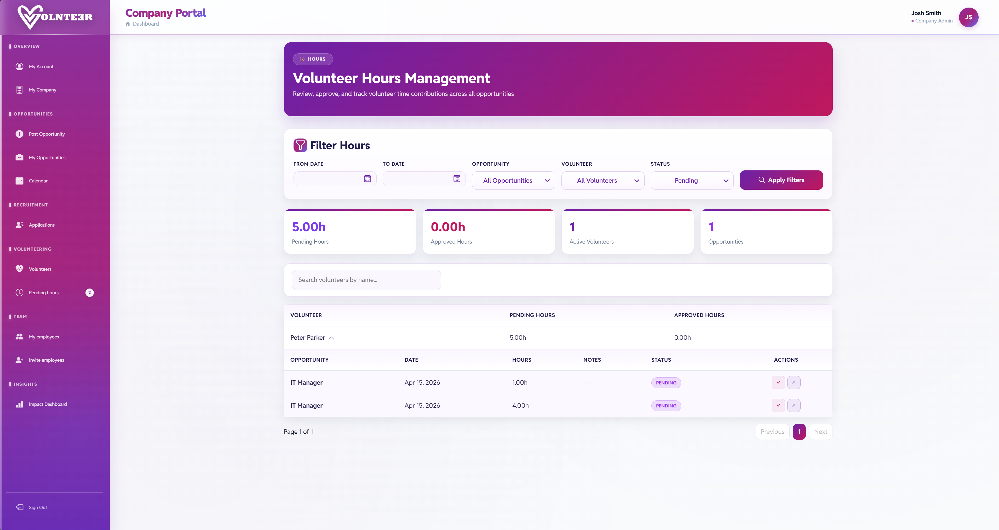 VOLNTEER
OVERVIEW
My Account
My Company
OPPORTUNITIES
Post Opportunity
My Opportunities
Calendar
RECRUITMENT
Applications
VOLUNTEERING
Volunteers
Pending hours 2
TEAM
My employees
Invite employees
INSIGHTS
Impact Dashboard
Sign Out
Company Portal
Dashboard
Josh Smith
Company Admin
JS
HOURS
Volunteer Hours Management
Review, approve, and track volunteer time contributions across all opportunities
Filter Hours
FROM DATE TO DATE OPPORTUNITY VOLUNTEER STATUS
All Opportunities All Volunteers Pending Apply Filters
5.00h 0.00h 1 1
Pending Hours Approved Hours Active Volunteers Opportunities
Search volunteers by name...
VOLUNTEER PENDING HOURS APPROVED HOURS
Peter Parker 5.00h 0.00h
OPPORTUNITY DATE HOURS NOTES STATUS ACTIONS
IT Manager Apr 15, 2026 1.00h — PENDING
IT Manager Apr 15, 2026 4.00h — PENDING
Page 1 of 1 Previous 1 Next